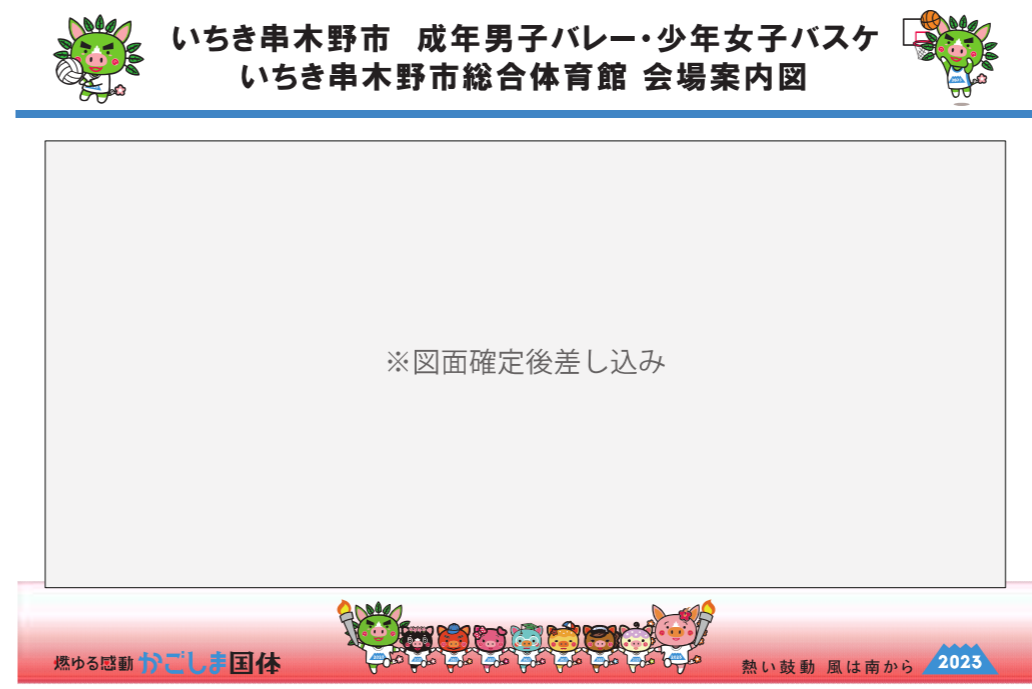 いちき串木野市 成年男子バレー・少年女子バスケ
いちき串木野市総合体育館 会場案内図
※図面確定後差し込み
燃ゆる感動 かごしま国体
熱い鼓動 風は南から 2023